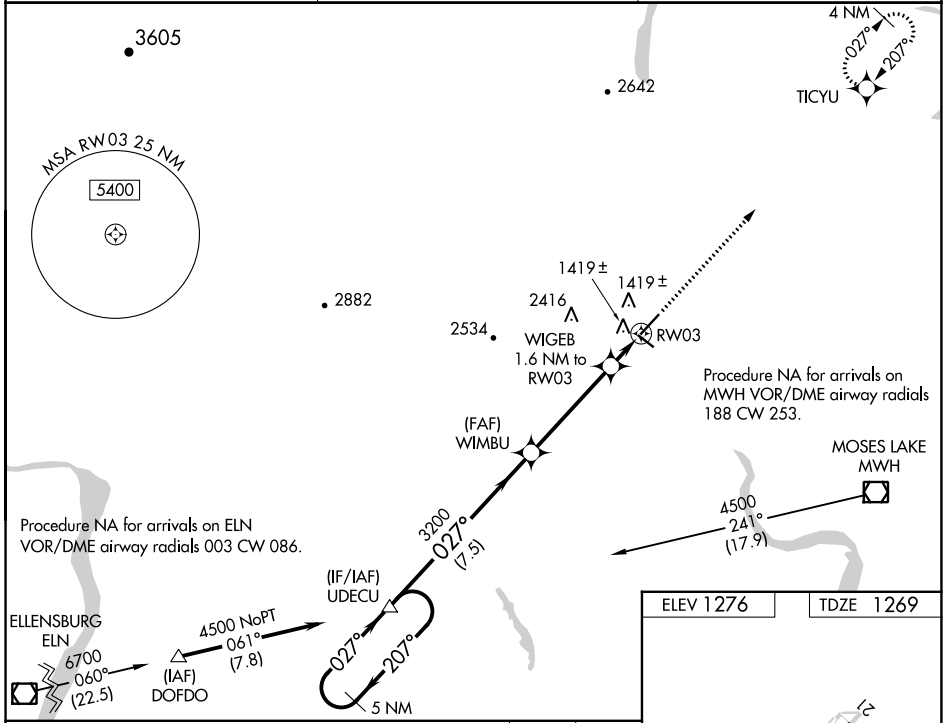 3605
4 NM
027°
207°
TICYU
2642
MSA RW03 25 NM
5400
2882
1419±
1419±
2416
2534
WIGEB
1.6 NM to
RW03
RW03
(FAF)
WIMBU
Procedure NA for arrivals on
MWH VOR/DME airway radials
188 CW 253.
MOSES LAKE
MWH
4500
241°
(17.9)
3200
027°
(7.5)
Procedure NA for arrivals on ELN
VOR/DME airway radials 003 CW 086.
(IF/IAF)
UDECU
ELLENSBURG
ELN
6700
060°
(22.5)
4500 NoPT
061°
(7.8)
(IAF)
DOFDO
027°
207°
5 NM
ELEV 1276
TDZE 1269
21